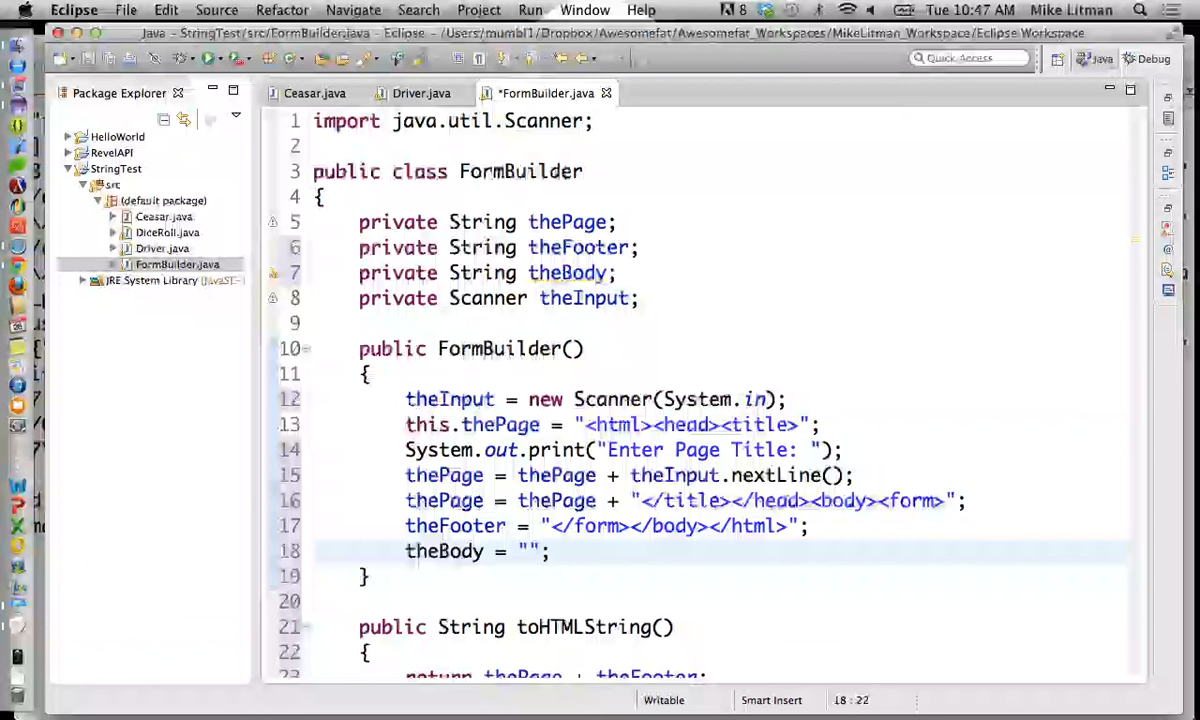 Eclipse File Edit Source Refactor Navigate Search Project Run Window Help 8 Tue 10:47 AM Mike Litman
Java – StringTest/src/FormBuilder.java – Eclipse – /Users/mumbl1/Dropbox/Awesomefat/Awesomefat_Workspaces/MikeLitman_Workspace/Eclipse Workspace
Quick Access Java Debug
Package Explorer
Ceasar.java Driver.java *FormBuilder.java
HelloWorld
RevelAPI
StringTest
src
(default package)
Ceasar.java
DiceRoll.java
Driver.java
FormBuilder.java
JRE System Library
1 import java.util.Scanner;
2
3 public class FormBuilder
4 {
5 private String thePage;
6 private String theFooter;
7 private String theBody;
8 private Scanner theInput;
9
10 public FormBuilder()
11 {
12 theInput = new Scanner(System.in);
13 this.thePage = "<html><head><title>";
14 System.out.print("Enter Page Title: ");
15 thePage = thePage + theInput.nextLine();
16 thePage = thePage + "</title></head><body><form>";
17 theFooter = "</form></body></html>";
18 theBody = "";
19 }
20
21 public String toHTMLString()
22 {
23 return thePage + theFooter;
Writable Smart Insert 18 : 22